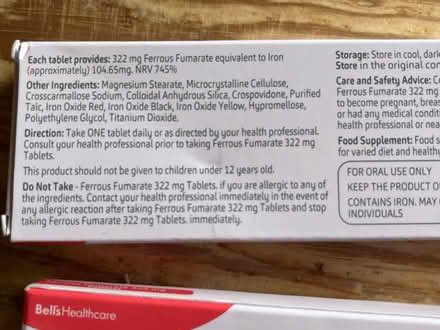 Each tablet provides: 322 mg Ferrous Fumarate equivalent to Iron
(approximately) 104.65mg. NRV 745%
Other Ingredients: Magnesium Stearate, Microcrystalline Cellulose,
Crosscarmallose Sodium, Colloidal Anhydrous Silica, Crospovidone, Purified
Talc, Iron Oxide Red, Iron Oxide Black, Iron Oxide Yellow, Hypromellose,
Polyethylene Glycol, Titanium Dioxide.
Direction: Take ONE tablet daily or as directed by your health professional.
Consult your health professional prior to taking Ferrous Fumarate 322 mg
Tablets.
This product should not be given to children under 12 years old.
Do Not Take - Ferrous Fumarate 322 mg Tablets. if you are allergic to any of
the ingredients. Contact your health professional immediately in the event of
any allergic reaction after taking Ferrous Fumarate 322 mg Tablets and stop
taking Ferrous Fumarate 322 mg Tablets. immediately.
Storage: Store in cool,
Store in the original
Care and Safety Advice:
Ferrous Fumarate 322 mg
to become pregnant,
or had any medical
health professional or
Food Supplement: Food
for varied diet and
FOR ORAL USE ONLY
KEEP THE PRODUCT
CONTAINS IRON. MAY
INDIVIDUALS
Bell's Healthcare